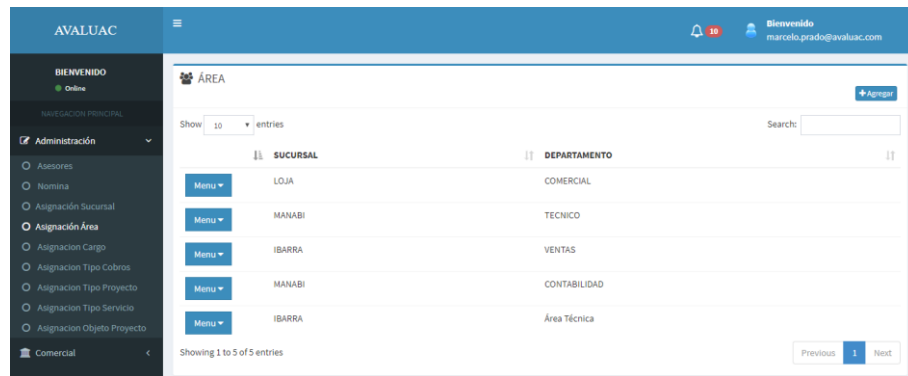 AVALUAC
10
Bienvenido
marcelo.prado@avaluac.com
BIENVENIDO
Online
NAVEGACION PRINCIPAL
Administración
Asesores
Nomina
Asignación Sucursal
Asignación Área
Asignacion Cargo
Asignacion Tipo Cobros
Asignacion Tipo Proyecto
Asignacion Tipo Servicio
Asignacion Objeto Proyecto
Comercial
ÁREA
Agregar
Show 10 entries
Search:
SUCURSAL DEPARTAMENTO
Menu LOJA COMERCIAL
Menu MANABI TECNICO
Menu IBARRA VENTAS
Menu MANABI CONTABILIDAD
Menu IBARRA Área Técnica
Showing 1 to 5 of 5 entries
Previous 1 Next